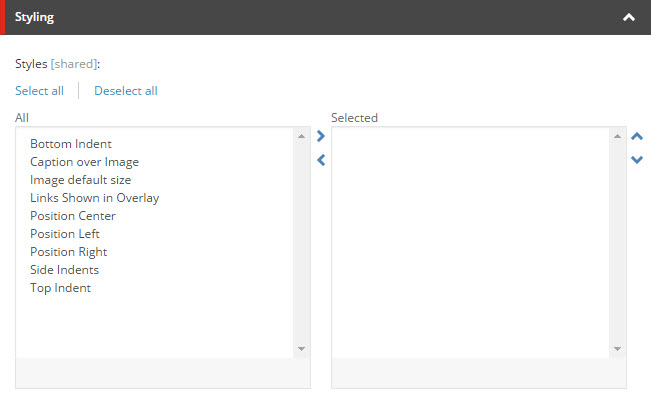 Styling
Styles [shared]:
Select all
Deselect all
All
Selected
Bottom Indent
Caption over Image
Image default size
Links Shown in Overlay
Position Center
Position Left
Position Right
Side Indents
Top Indent